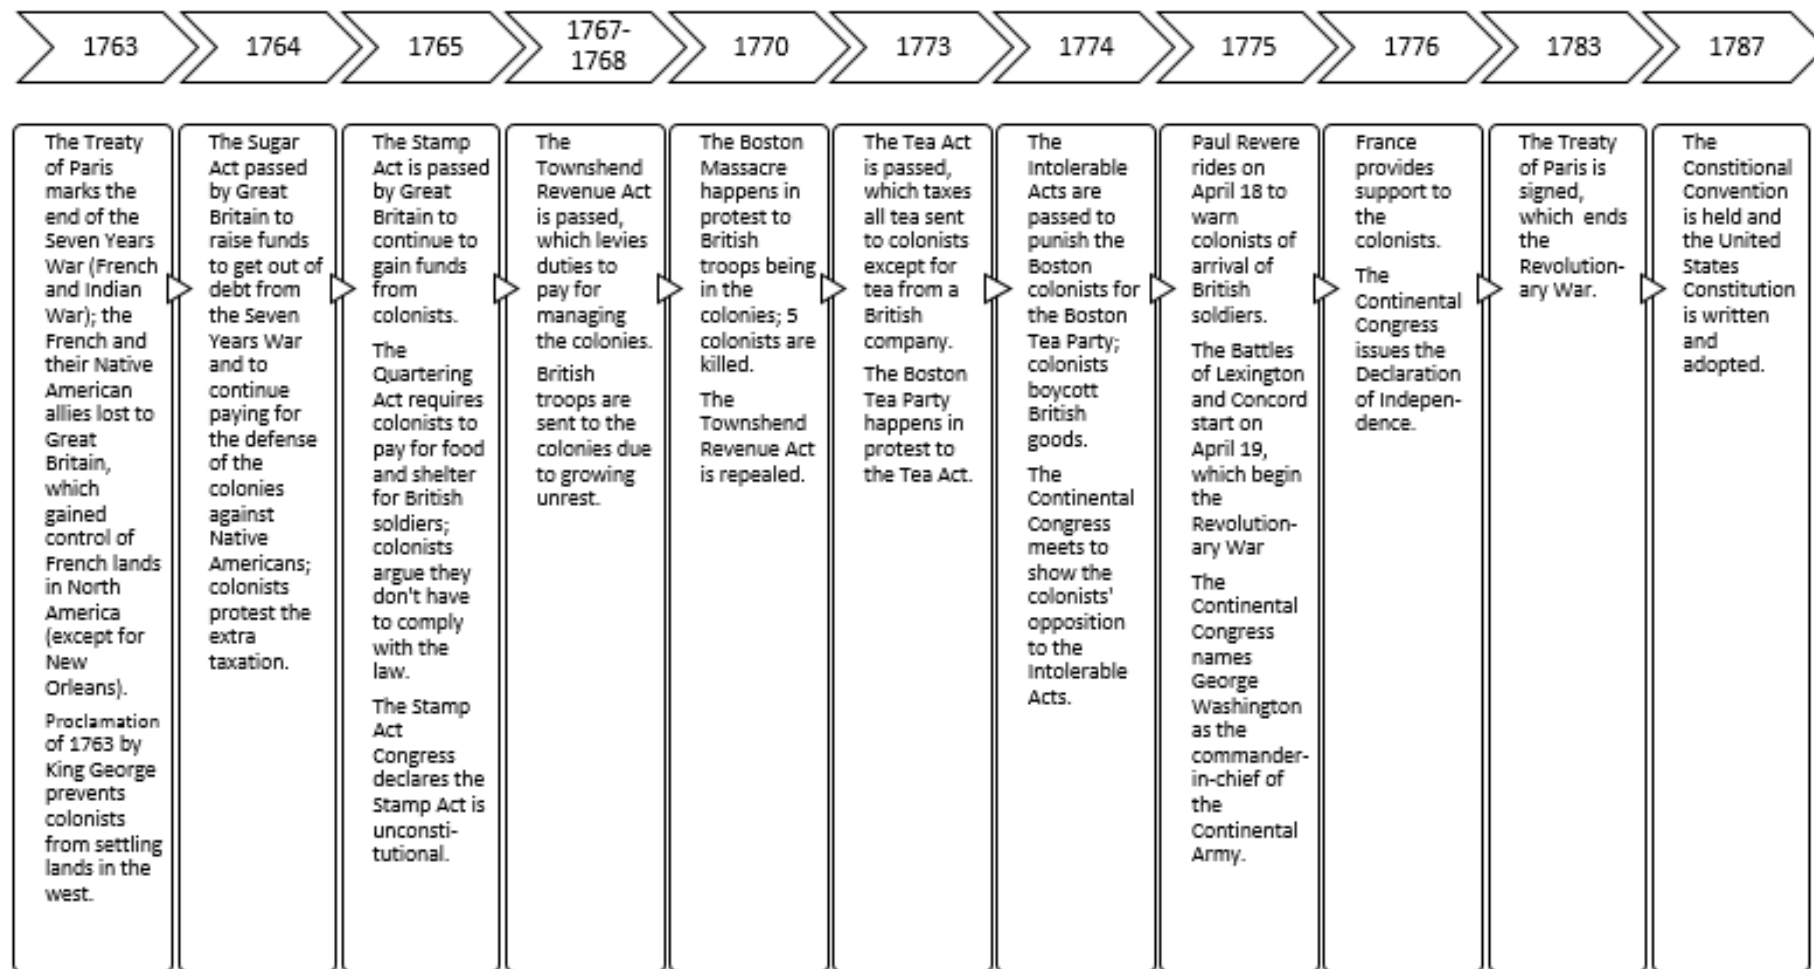 1763
1764
1765
1767-
1768
1770
1773
1774
1775
1776
1783
1787
The Treaty
of Paris
marks the
end of the
Seven Years
War (French
and Indian
War); the
French and
their Native
American
allies lost to
Great
Britain,
which
gained
control of
French lands
in North
America
(except for
New
Orleans).
Proclamation
of 1763 by
King George
prevents
colonists
from settling
lands in the
west.
The Sugar
Act passed
by Great
Britain to
raise funds
to get out of
debt from
the Seven
Years War
and to
continue
paying for
the defense
of the
colonies
against
Native
Americans;
colonists
protest the
extra
taxation.
The Stamp
Act is passed
by Great
Britain to
continue to
gain funds
from
colonists.
The
Quartering
Act requires
colonists to
pay for food
and shelter
for British
soldiers;
colonists
argue they
don't have
to comply
with the
law.
The Stamp
Act
Congress
declares the
Stamp Act is
unconsti-
tutional.
The
Townshend
Revenue Act
is passed,
which levies
duties to
pay for
managing
the colonies.
British
troops are
sent to the
colonies due
to growing
unrest.
The Boston
Massacre
happens in
protest to
British
troops being
in the
colonies; 5
colonists are
killed.
The
Townshend
Revenue Act
is repealed.
The Tea Act
is passed,
which taxes
all tea sent
to colonists
except for
tea from a
British
company.
The Boston
Tea Party
happens in
protest to
the Tea Act.
The
Intolerable
Acts are
passed to
punish the
Boston
colonists for
the Boston
Tea Party;
colonists
boycott
British
goods.
The
Continental
Congress
meets to
show the
colonists'
opposition
to the
Intolerable
Acts.
Paul Revere
rides on
April 18 to
warn
colonists of
arrival of
British
soldiers.
The Battles
of Lexington
and Concord
start on
April 19,
which begin
the
Revolution-
ary War
The
Continental
Congress
names
George
Washington
as the
commander-
in-chief of
the
Continental
Army.
France
provides
support to
the
colonists.
The
Continental
Congress
issues the
Declaration
of Indepen-
dence.
The Treaty
of Paris is
signed,
which ends
the
Revolution-
ary War.
The
Constitional
Convention
is held and
the United
States
Constitution
is written
and
adopted.